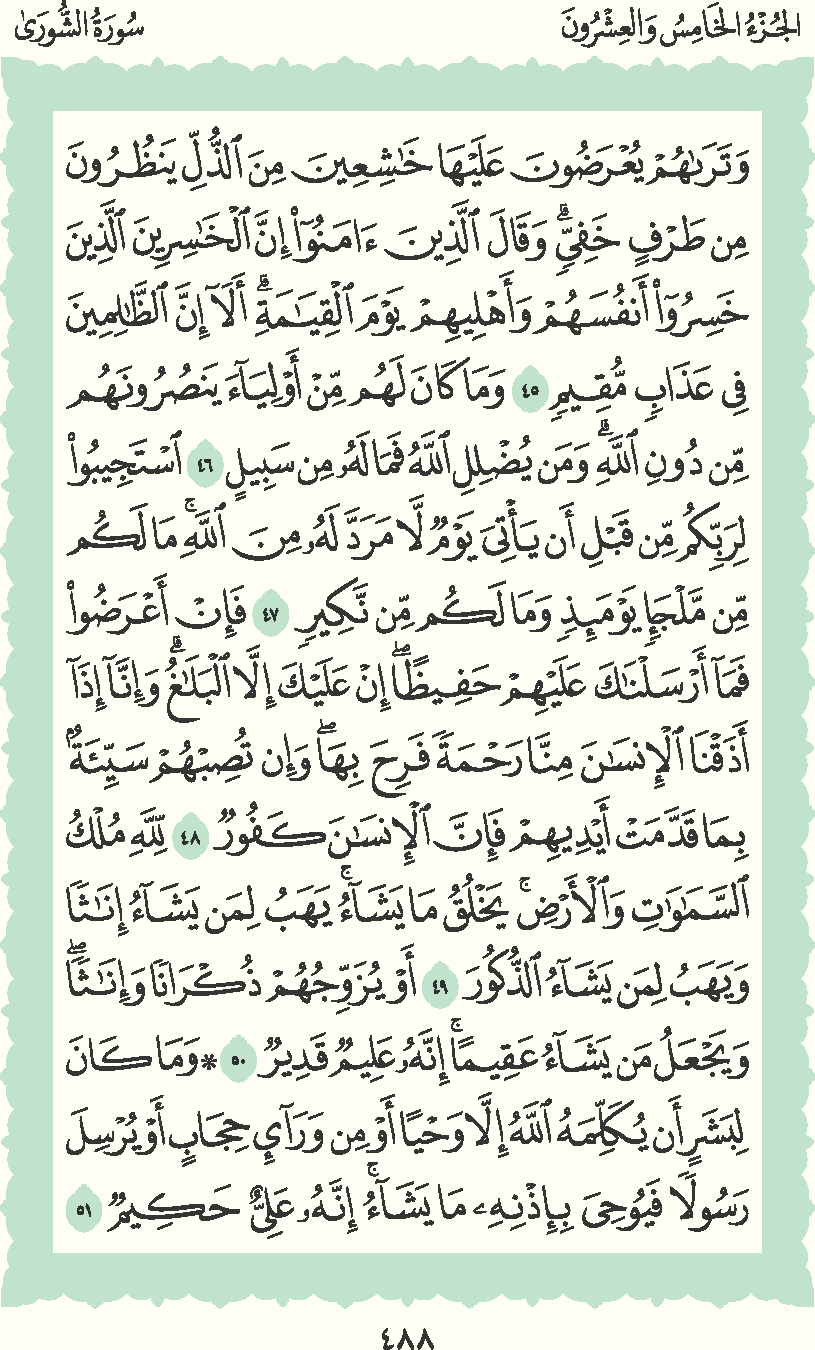 الجُزْءُ الخَامِسُ وَالعِشْرُونَ
سُورَةُ الشُّورَىٰ
وَتَرَىٰهُمْ يُعْرَضُونَ عَلَيْهَا خَٰشِعِينَ مِنَ ٱلذُّلِّ يَنظُرُونَ
مِن طَرْفٍ خَفِيٍّۗ وَقَالَ ٱلَّذِينَ ءَامَنُوٓا۟ إِنَّ ٱلْخَٰسِرِينَ ٱلَّذِينَ
خَسِرُوٓا۟ أَنفُسَهُمْ وَأَهْلِيهِمْ يَوْمَ ٱلْقِيَٰمَةِۗ أَلَآ إِنَّ ٱلظَّٰلِمِينَ
فِى عَذَابٍ مُّقِيمٍ ٤٥ وَمَا كَانَ لَهُم مِّنْ أَوْلِيَآءَ يَنصُرُونَهُم
مِّن دُونِ ٱللَّهِۗ وَمَن يُضْلِلِ ٱللَّهُ فَمَا لَهُۥ مِن سَبِيلٍ ٤٦ ٱسْتَجِيبُوا۟
لِرَبِّكُم مِّن قَبْلِ أَن يَأْتِىَ يَوْمٌ لَّا مَرَدَّ لَهُۥ مِنَ ٱللَّهِۚ مَا لَكُم
مِّن مَّلْجَإٍ يَوْمَئِذٍ وَمَا لَكُم مِّن نَّكِيرٍ ٤٧ فَإِنْ أَعْرَضُوا۟
فَمَآ أَرْسَلْنَٰكَ عَلَيْهِمْ حَفِيظًاۖ إِنْ عَلَيْكَ إِلَّا ٱلْبَلَٰغُۗ وَإِنَّآ إِذَآ
أَذَقْنَا ٱلْإِنسَٰنَ مِنَّا رَحْمَةً فَرِحَ بِهَاۖ وَإِن تُصِبْهُمْ سَيِّئَةٌۢ
بِمَا قَدَّمَتْ أَيْدِيهِمْ فَإِنَّ ٱلْإِنسَٰنَ كَفُورٌ ٤٨ لِّلَّهِ مُلْكُ
ٱلسَّمَٰوَٰتِ وَٱلْأَرْضِۚ يَخْلُقُ مَا يَشَآءُۚ يَهَبُ لِمَن يَشَآءُ إِنَٰثًا
وَيَهَبُ لِمَن يَشَآءُ ٱلذُّكُورَ ٤٩ أَوْ يُزَوِّجُهُمْ ذُكْرَانًا وَإِنَٰثًاۖ
وَيَجْعَلُ مَن يَشَآءُ عَقِيمًاۚ إِنَّهُۥ عَلِيمٌ قَدِيرٌ ٥٠ * وَمَا كَانَ
لِبَشَرٍ أَن يُكَلِّمَهُ ٱللَّهُ إِلَّا وَحْيًا أَوْ مِن وَرَآئِ حِجَابٍ أَوْ يُرْسِلَ
رَسُولًا فَيُوحِىَ بِإِذْنِهِۦ مَا يَشَآءُۚ إِنَّهُۥ عَلِىٌّ حَكِيمٌ ٥١
٤٨٨